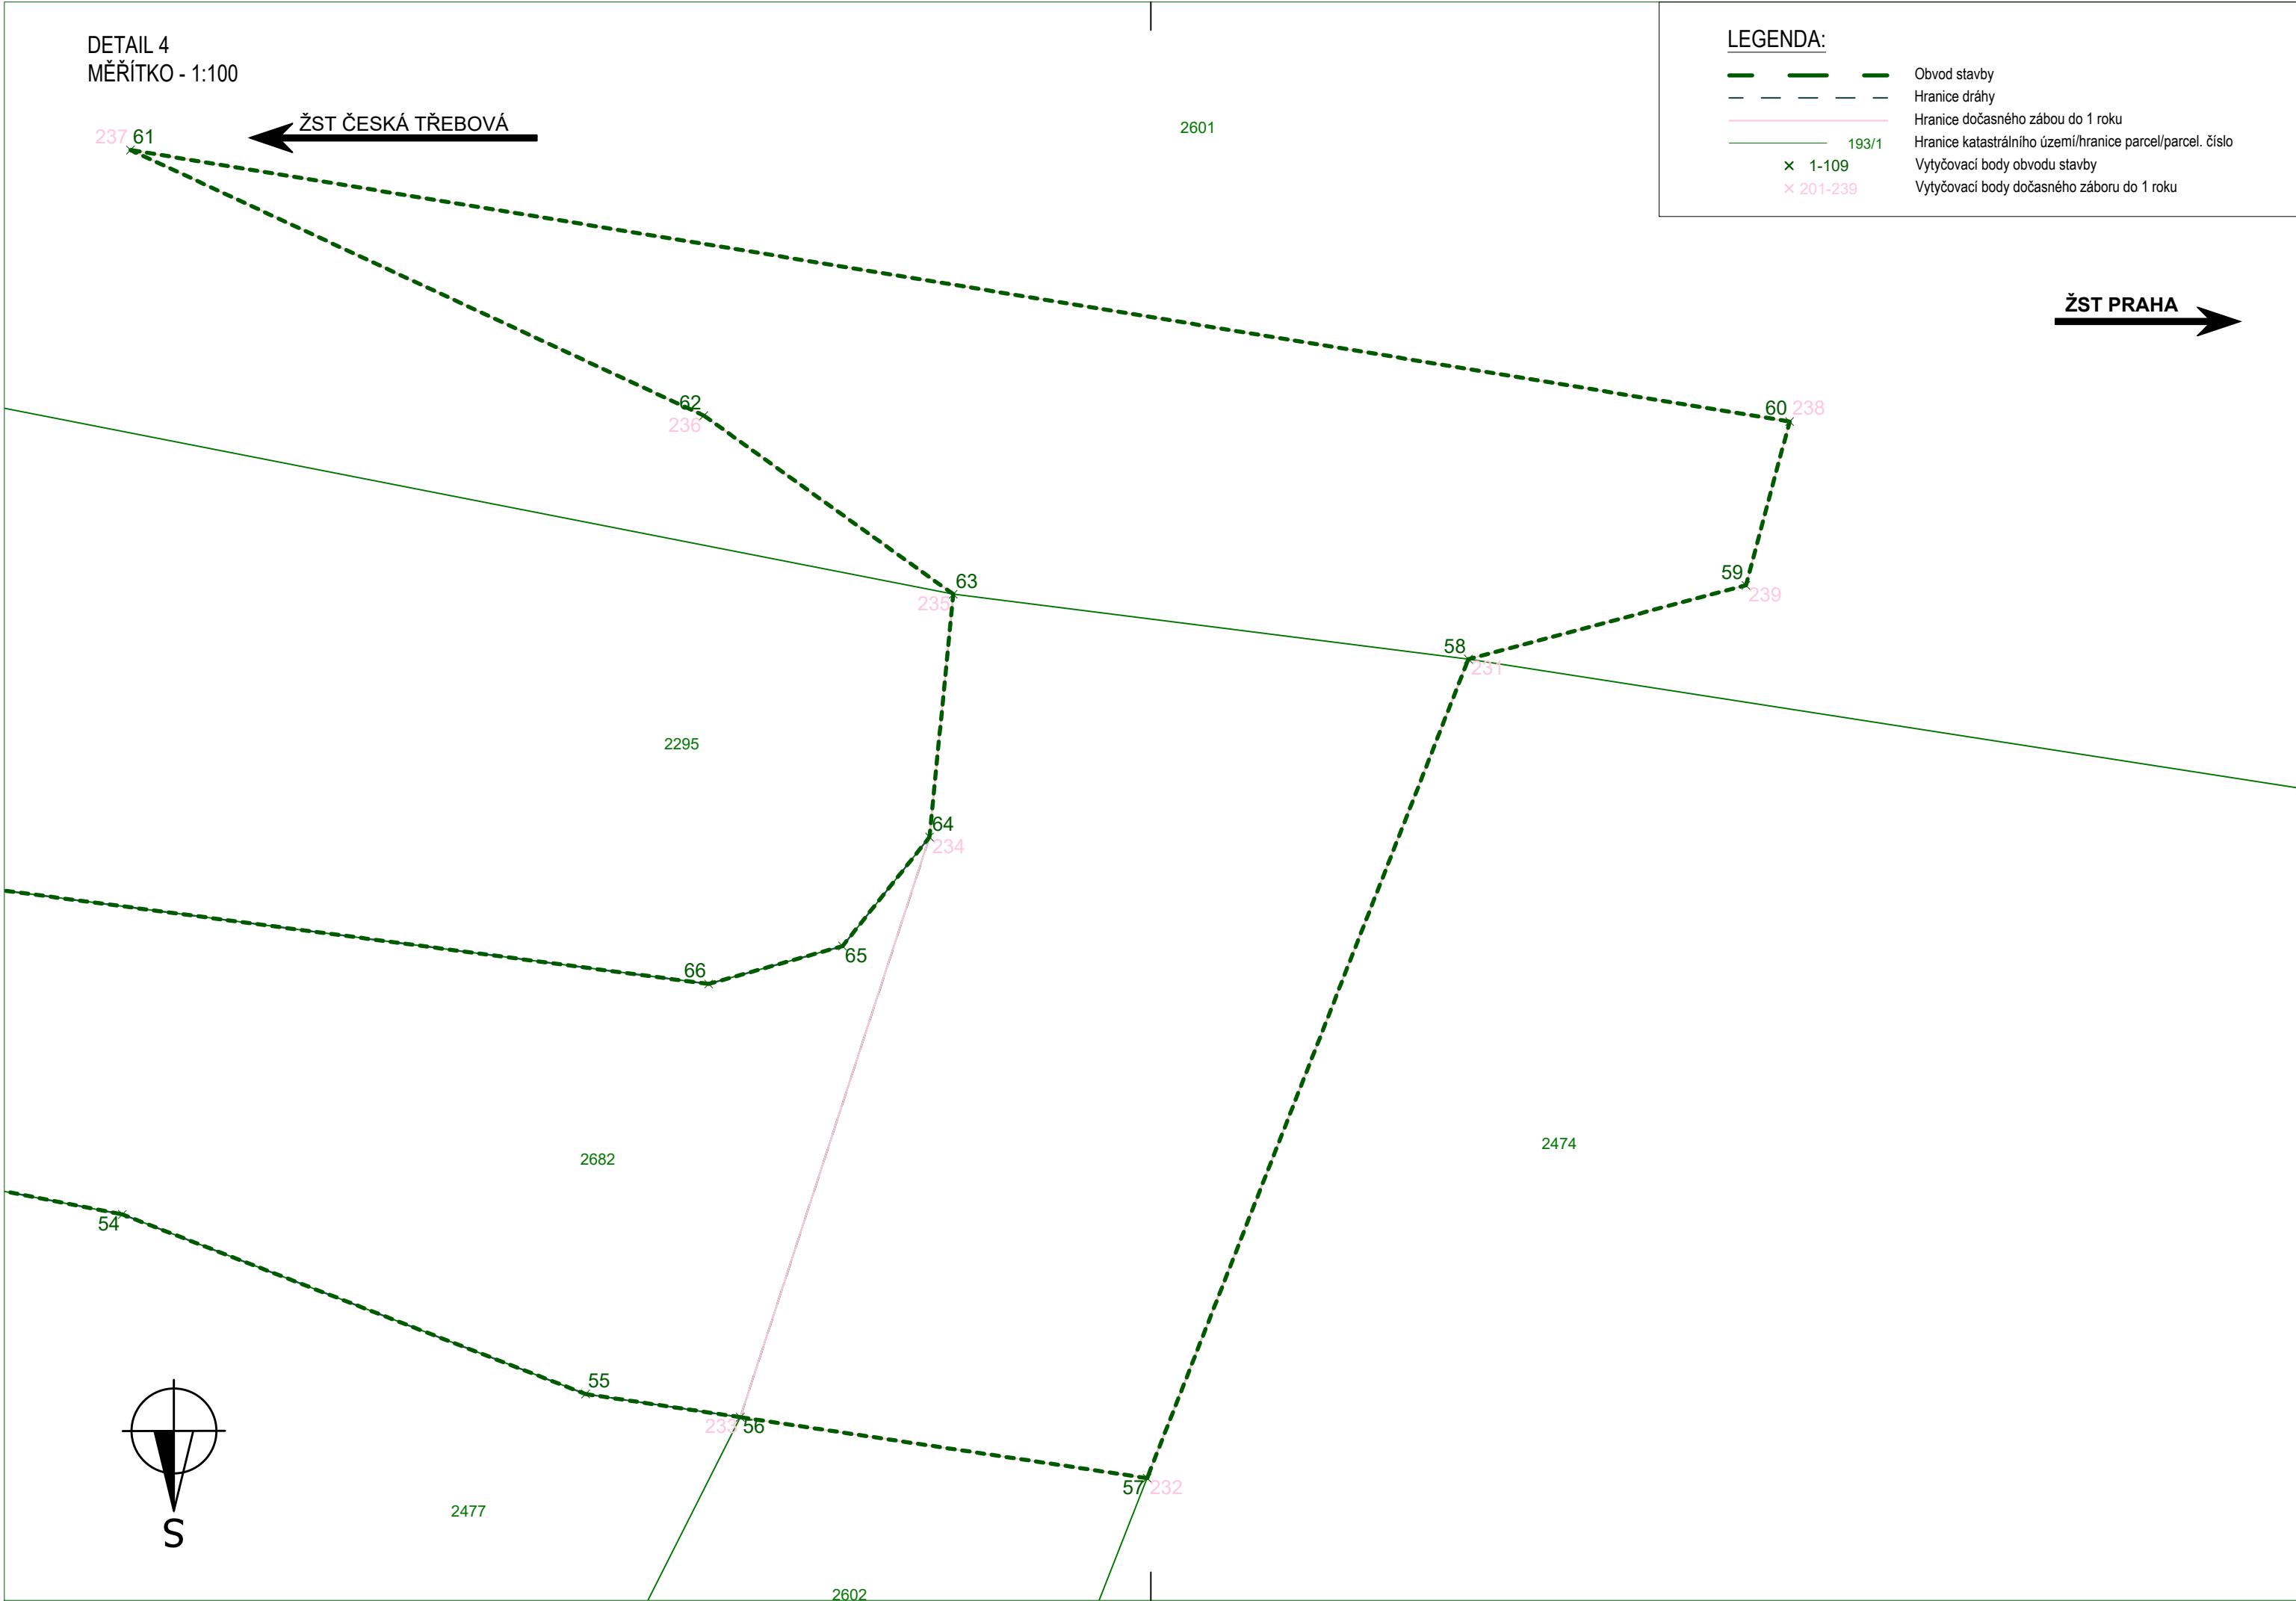 DETAIL 4
MĚŘÍTKO - 1:100
LEGENDA:
Obvod stavby
Hranice dráhy
Hranice dočasného zábou do 1 roku
193/1 Hranice katastrálního území/hranice parcel/parcel. číslo
1-109 Vytyčovací body obvodu stavby
201-239 Vytyčovací body dočasného záboru do 1 roku
ŽST ČESKÁ TŘEBOVÁ
2601
237 61
ŽST PRAHA
62
236
60 238
63
235
59
239
58
231
2295
64
234
65
66
2474
2682
54
55
233 56
57 232
2477
S
2602